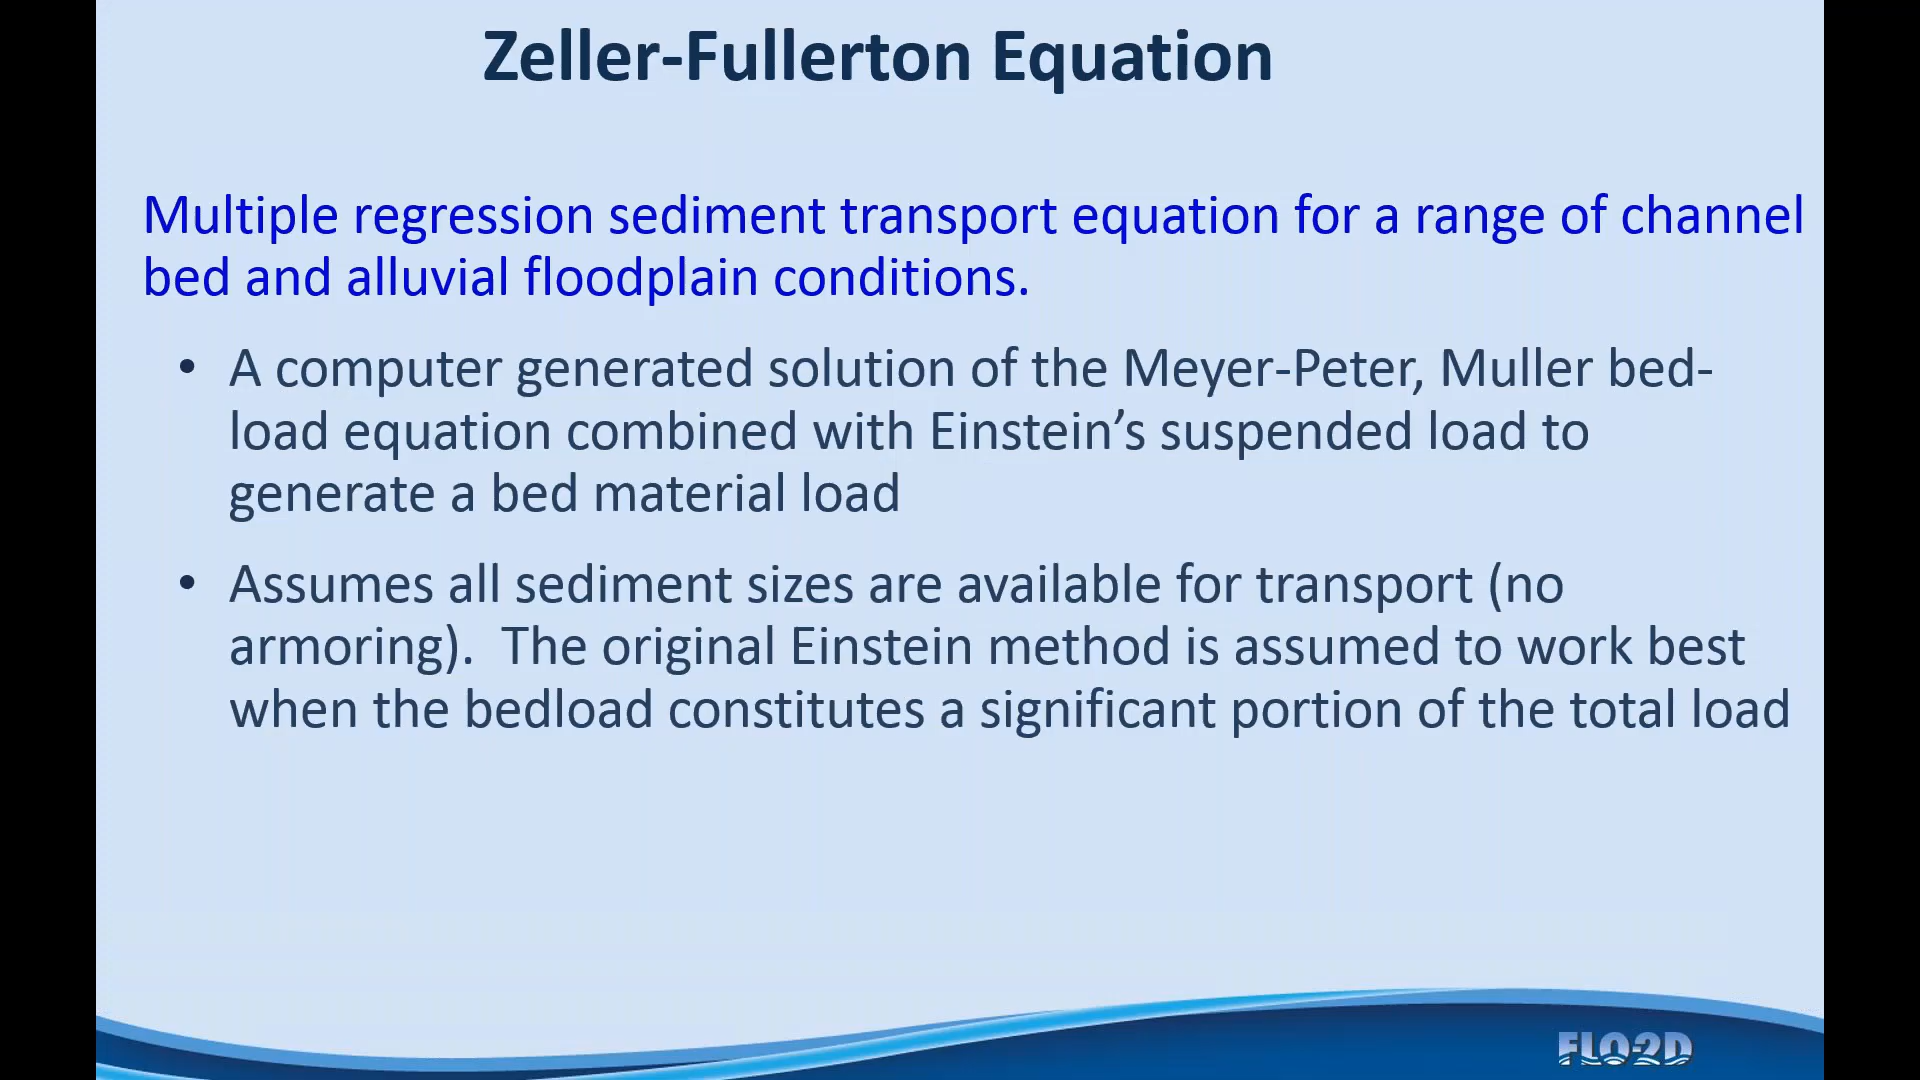 Zeller-Fullerton Equation
Multiple regression sediment transport equation for a range of channel
bed and alluvial floodplain conditions.
• A computer generated solution of the Meyer-Peter, Muller bed-
load equation combined with Einstein’s suspended load to
generate a bed material load
• Assumes all sediment sizes are available for transport (no
armoring).  The original Einstein method is assumed to work best
when the bedload constitutes a significant portion of the total load
FLO-2D